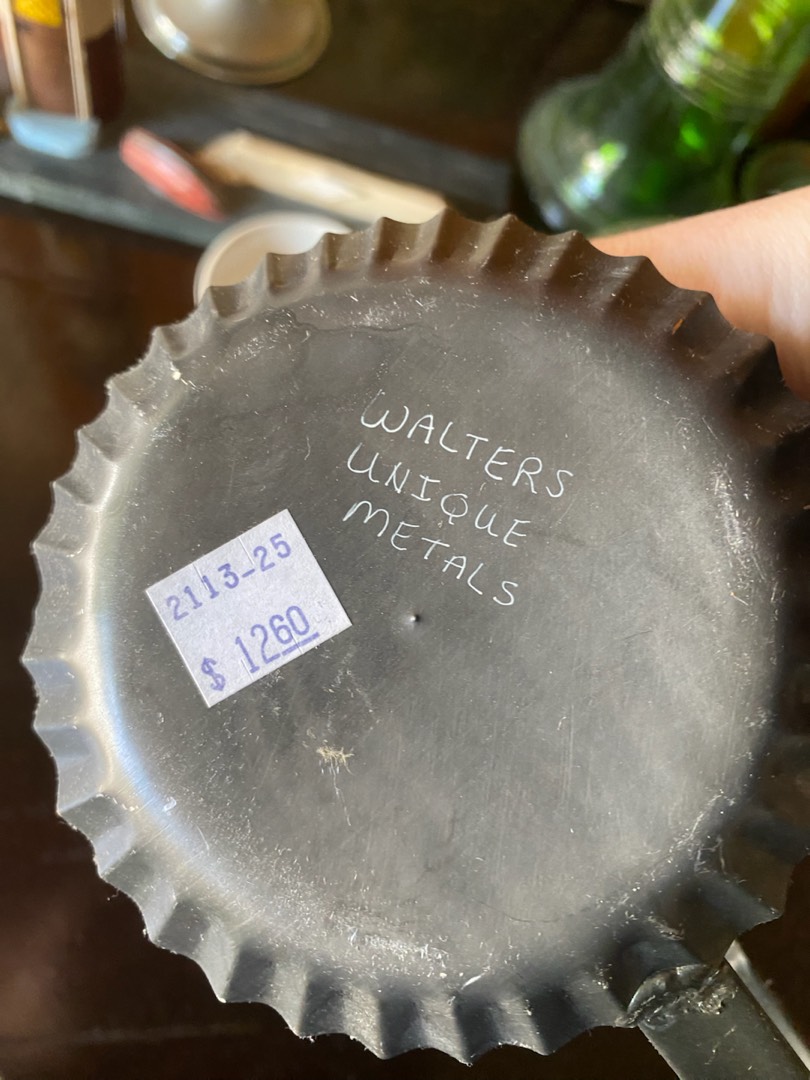 WALTERS
UNIQUE
METALS
2113-25
$ 1260